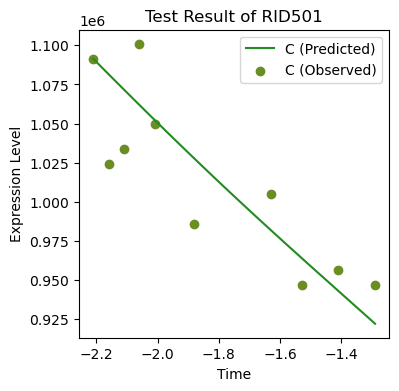 Test Result of RID501
1e6
C (Predicted)
C (Observed)
1.100
1.075
1.050
1.025
1.000
0.975
0.950
0.925
Expression Level
−2.2 −2.0 −1.8 −1.6 −1.4
Time